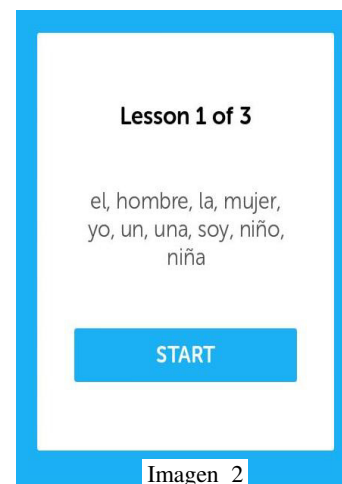 Lesson 1 of 3
el, hombre, la, mujer,
yo, un, una, soy, niño,
niña
START
Imagen 2